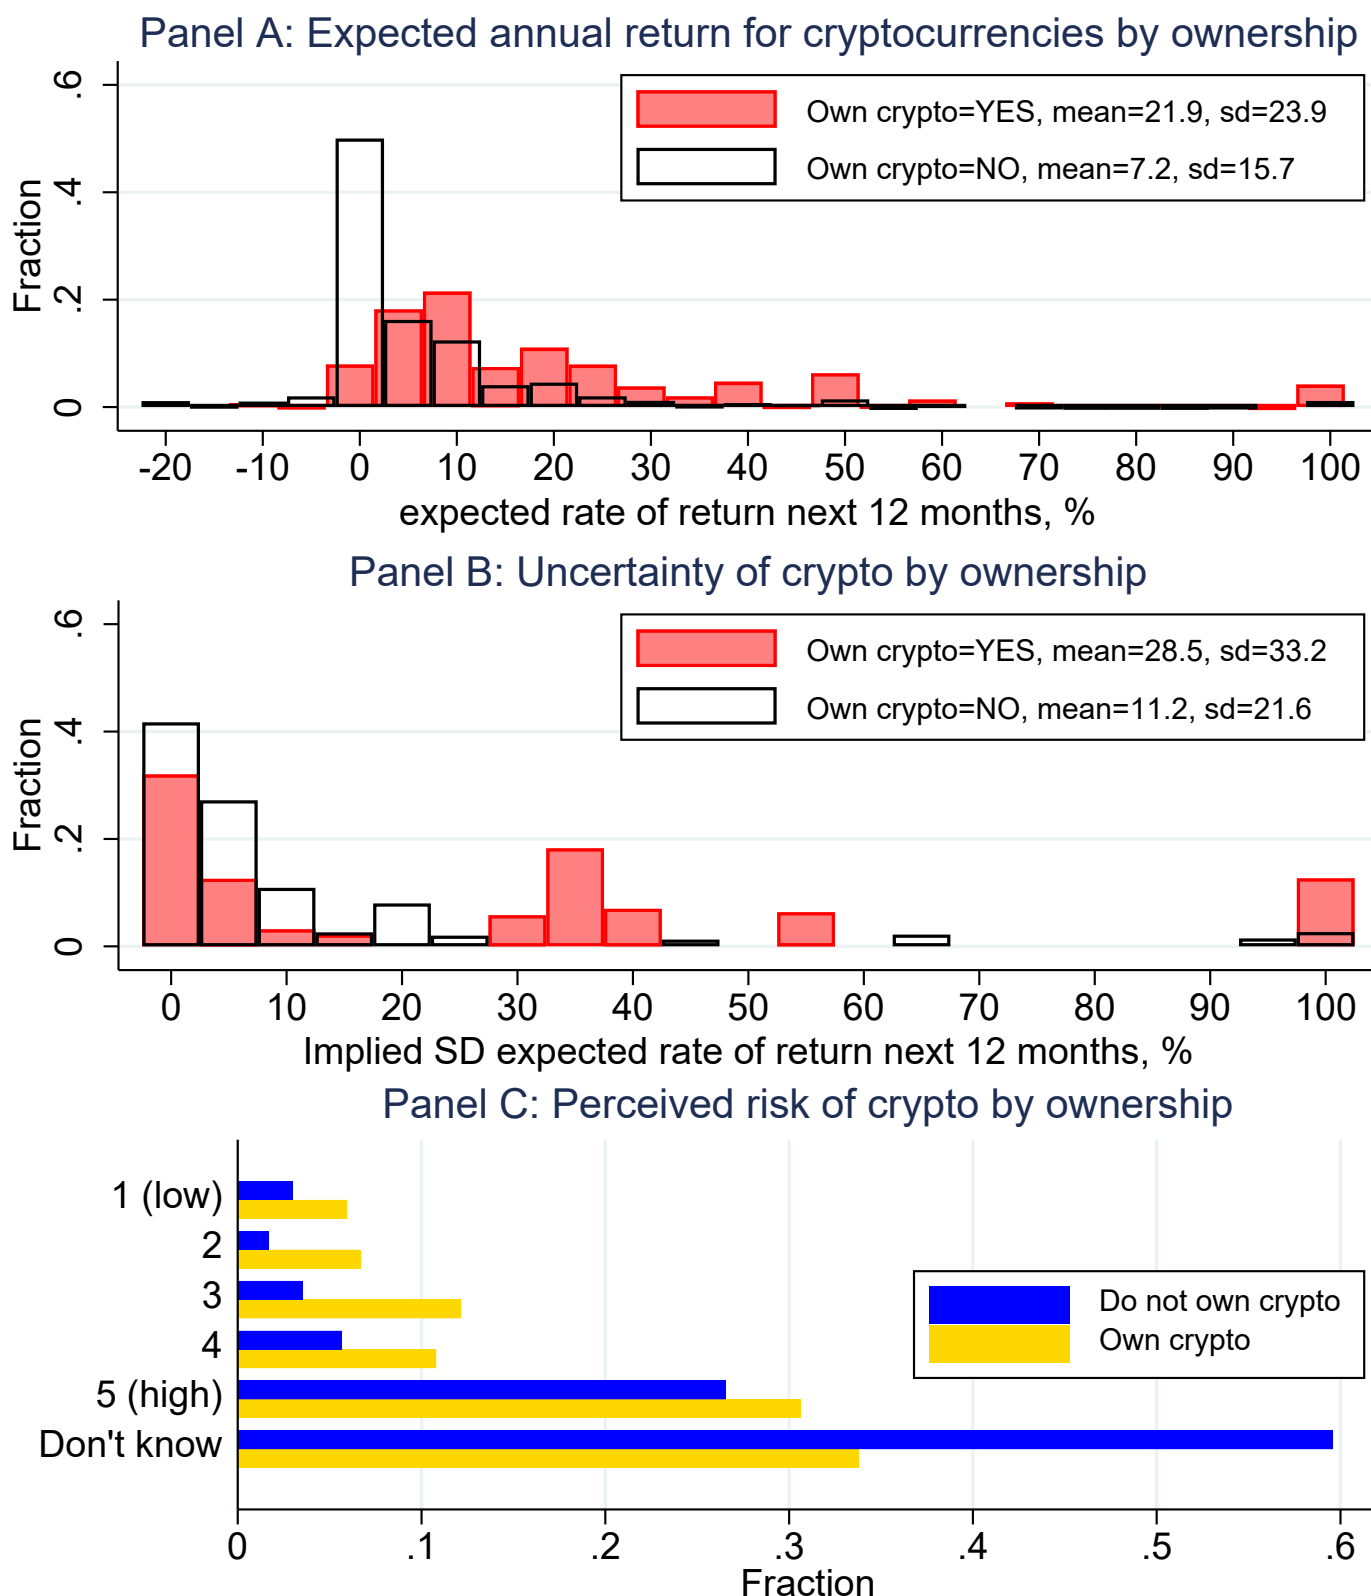 Panel A: Expected annual return for cryptocurrencies by ownership
.6
.4
.2
0
Fraction
Own crypto=YES, mean=21.9, sd=23.9
Own crypto=NO, mean=7.2, sd=15.7
-20 -10 0 10 20 30 40 50 60 70 80 90 100
expected rate of return next 12 months, %
Panel B: Uncertainty of crypto by ownership
.6
.4
.2
0
Fraction
Own crypto=YES, mean=28.5, sd=33.2
Own crypto=NO, mean=11.2, sd=21.6
0 10 20 30 40 50 60 70 80 90 100
Implied SD expected rate of return next 12 months, %
Panel C: Perceived risk of crypto by ownership
1 (low)
2
3
4
5 (high)
Don't know
Do not own crypto
Own crypto
0 .1 .2 .3 .4 .5 .6
Fraction